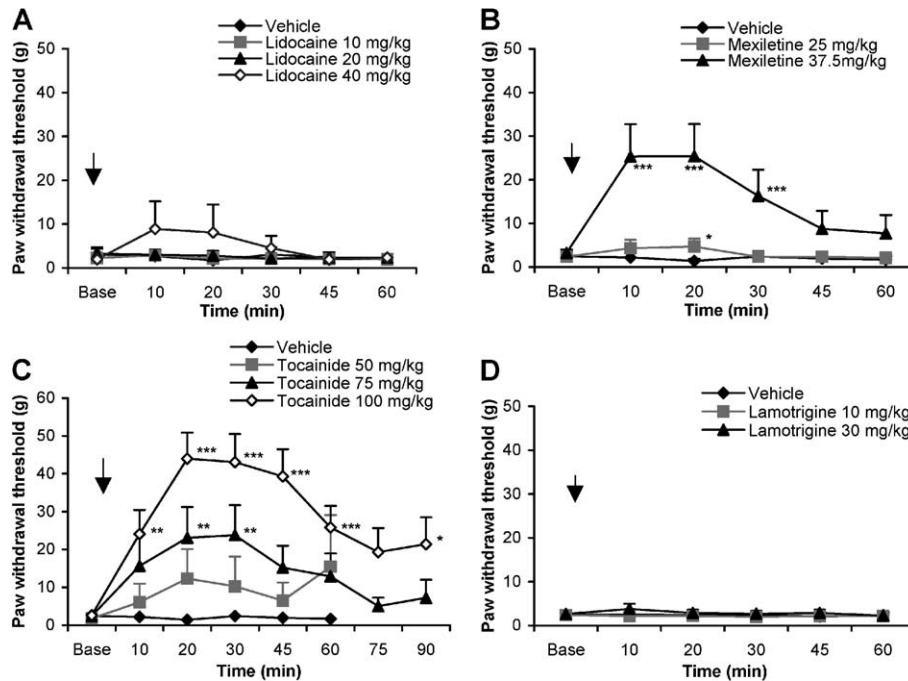 A
Vehicle
Lidocaine 10 mg/kg
Lidocaine 20 mg/kg
Lidocaine 40 mg/kg
Paw withdrawal threshold (g)
50
40
30
20
10
0
Base 10 20 30 45 60
Time (min)
B
Vehicle
Mexiletine 25 mg/kg
Mexiletine 37.5mg/kg
Paw withdrawal threshold (g)
50
40
30
20
10
0
*** *** ***
*
Base 10 20 30 45 60
Time (min)
C
Vehicle
Tocainide 50 mg/kg
Tocainide 75 mg/kg
Tocainide 100 mg/kg
Paw withdrawal threshold (g)
60
50
40
30
20
10
0
*** *** ***
** ** ** *** *
Base 10 20 30 45 60 75 90
Time (min)
D
Vehicle
Lamotrigine 10 mg/kg
Lamotrigine 30 mg/kg
Paw withdrawal threshold (g)
50
40
30
20
10
0
Base 10 20 30 45 60
Time (min)